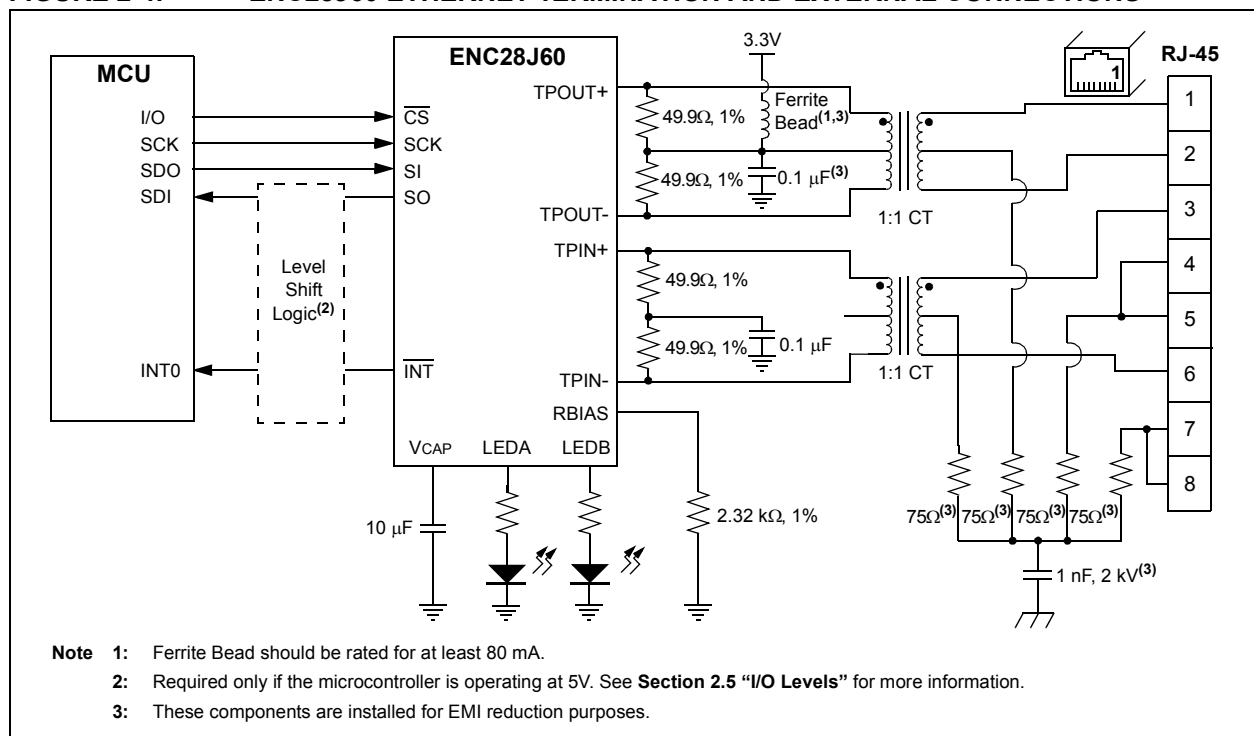 MCU
I/O
SCK
SDO
SDI
INT0
Level
Shift
Logic(2)
ENC28J60
CS
SCK
SI
SO
INT
TPOUT+
TPOUT-
TPIN+
TPIN-
RBIAS
VCAP
LEDA
LEDB
10 µF
2.32 kΩ, 1%
3.3V
Ferrite
Bead(1,3)
49.9Ω, 1%
49.9Ω, 1%
0.1 µF(3)
1:1 CT
49.9Ω, 1%
49.9Ω, 1%
0.1 µF
1:1 CT
1
RJ-45
1
2
3
4
5
6
7
8
75Ω(3) 75Ω(3) 75Ω(3) 75Ω(3)
1 nF, 2 kV(3)
Note 1: Ferrite Bead should be rated for at least 80 mA.
2: Required only if the microcontroller is operating at 5V. See Section 2.5 “I/O Levels” for more information.
3: These components are installed for EMI reduction purposes.